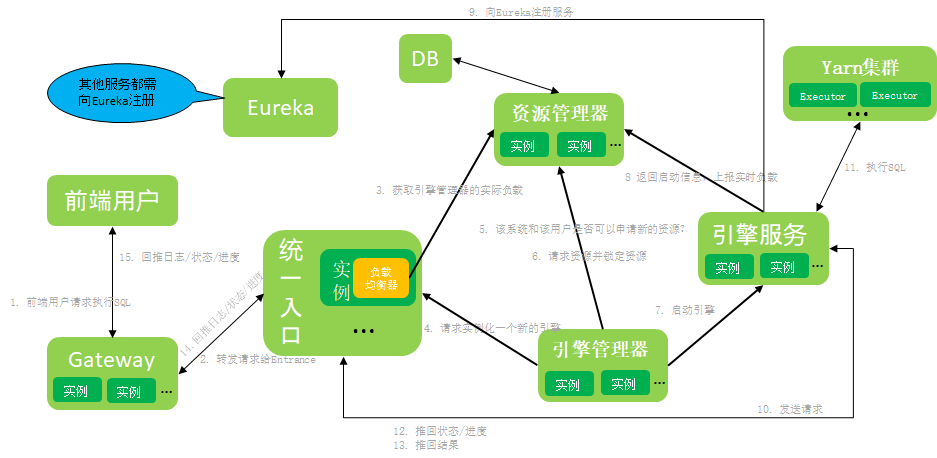 9. 向Eureka注册服务
其他服务都需
向Eureka注册
Eureka
DB
资源管理器
实例
实例
...
Yarn集群
Executor
Executor
...
11. 执行SQL
3. 获取引擎管理器的实际负载
8 返回启动信息，上报实时负载
前端用户
15. 回推日志/状态/进度
1. 前端用户请求执行SQL
统一入口
实例
负载
均衡器
...
5. 该系统和该用户是否可以申请新的资源?
6. 请求资源并锁定资源
引擎服务
实例
实例
...
14. 回推日志/状态/进度
2. 转发请求给Entrance
4. 请求实例化一个新的引擎
7. 启动引擎
Gateway
实例
实例
...
引擎管理器
实例
实例
...
10. 发送请求
12. 推回状态/进度
13. 推回结果